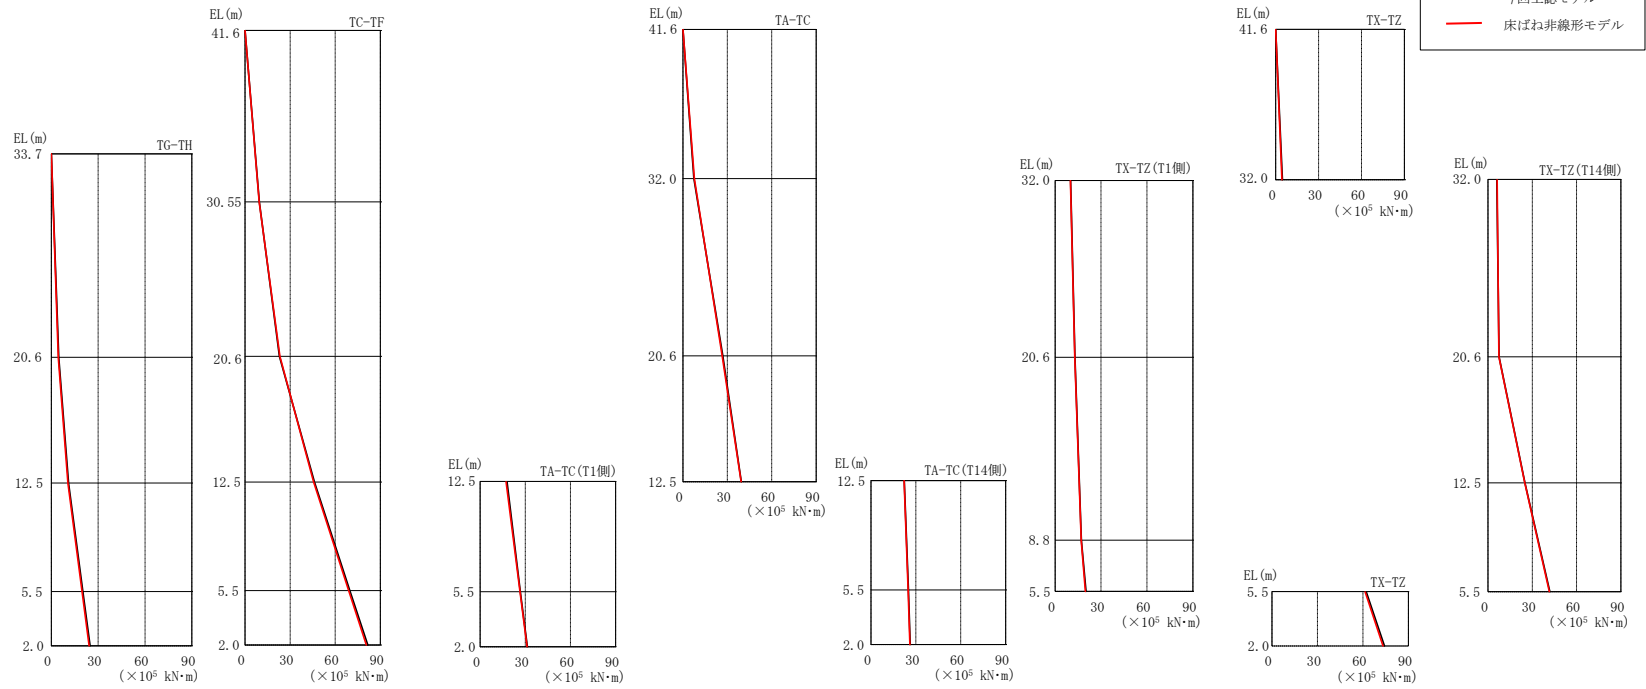 床ばね非線形モデル
EL(m)
TG-TH
33.7
20.6
12.5
5.5
2.0
0 30 60 90
(×10⁵ kN·m)
EL(m)
TC-TF
41.6
30.55
20.6
12.5
5.5
2.0
0 30 60 90
(×10⁵ kN·m)
EL(m)
TA-TC(T1側)
12.5
5.5
2.0
0 30 60 90
(×10⁵ kN·m)
EL(m)
TA-TC
41.6
32.0
20.6
12.5
0 30 60 90
(×10⁵ kN·m)
EL(m)
TA-TC(T14側)
12.5
5.5
2.0
0 30 60 90
(×10⁵ kN·m)
EL(m)
TX-TZ(T1側)
32.0
20.6
8.8
5.5
0 30 60 90
(×10⁵ kN·m)
EL(m)
TX-TZ
41.6
32.0
0 30 60 90
(×10⁵ kN·m)
EL(m)
TX-TZ
5.5
2.0
0 30 60 90
(×10⁵ kN·m)
EL(m)
TX-TZ(T14側)
32.0
20.6
12.5
5.5
0 30 60 90
(×10⁵ kN·m)